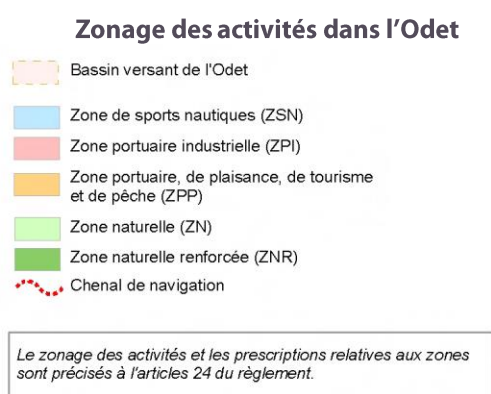 Zonage des activités dans l'Odet
Bassin versant de l'Odet
Zone de sports nautiques (ZSN)
Zone portuaire industrielle (ZPI)
Zone portuaire, de plaisance, de tourisme
et de pêche (ZPP)
Zone naturelle (ZN)
Zone naturelle renforcée (ZNR)
Chenal de navigation
Le zonage des activités et les prescriptions relatives aux zones
sont précisés à l'articles 24 du règlement.